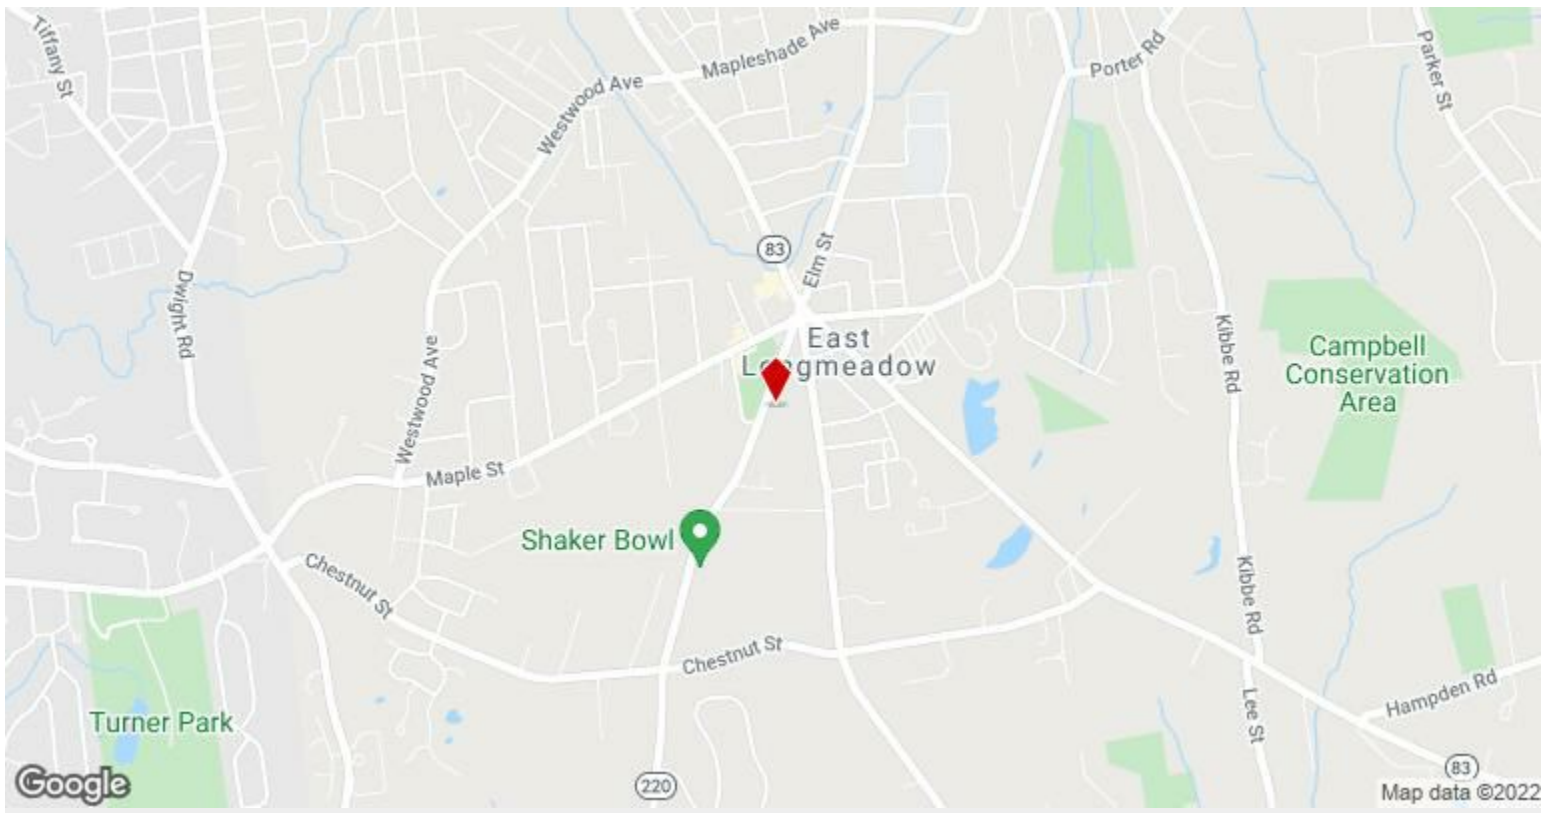 Tiffany St
Mapleshade Ave
Porter Rd
Parker St
Westwood Ave
83
Elm St
Dwight Rd
East
Longmeadow
Kibbe Rd
Campbell
Conservation
Area
Westwood Ave
Maple St
Shaker Bowl
Chestnut St
Kibbe Rd
Chestnut St
Hampden Rd
Lee St
Turner Park
83
220
Google
Map data ©2022